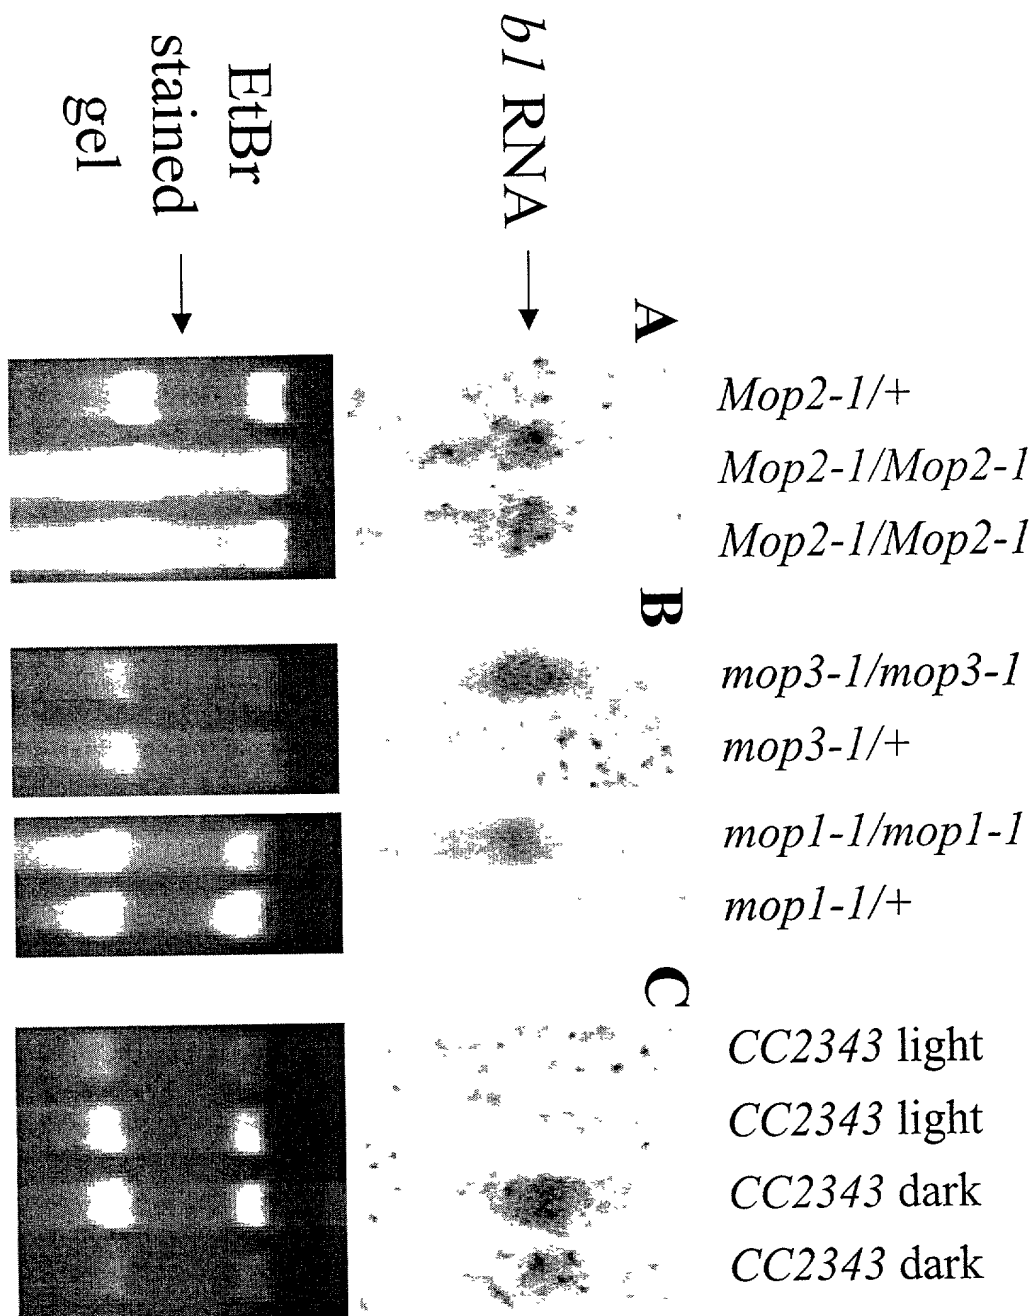 EtBr
stained
gel
b1 RNA
A
Mop2-1/+
Mop2-1/Mop2-1
Mop2-1/Mop2-1
B
mop3-1/mop3-1
mop3-1/+
mop1-1/mop1-1
mop1-1/+
C
CC2343 light
CC2343 light
CC2343 dark
CC2343 dark